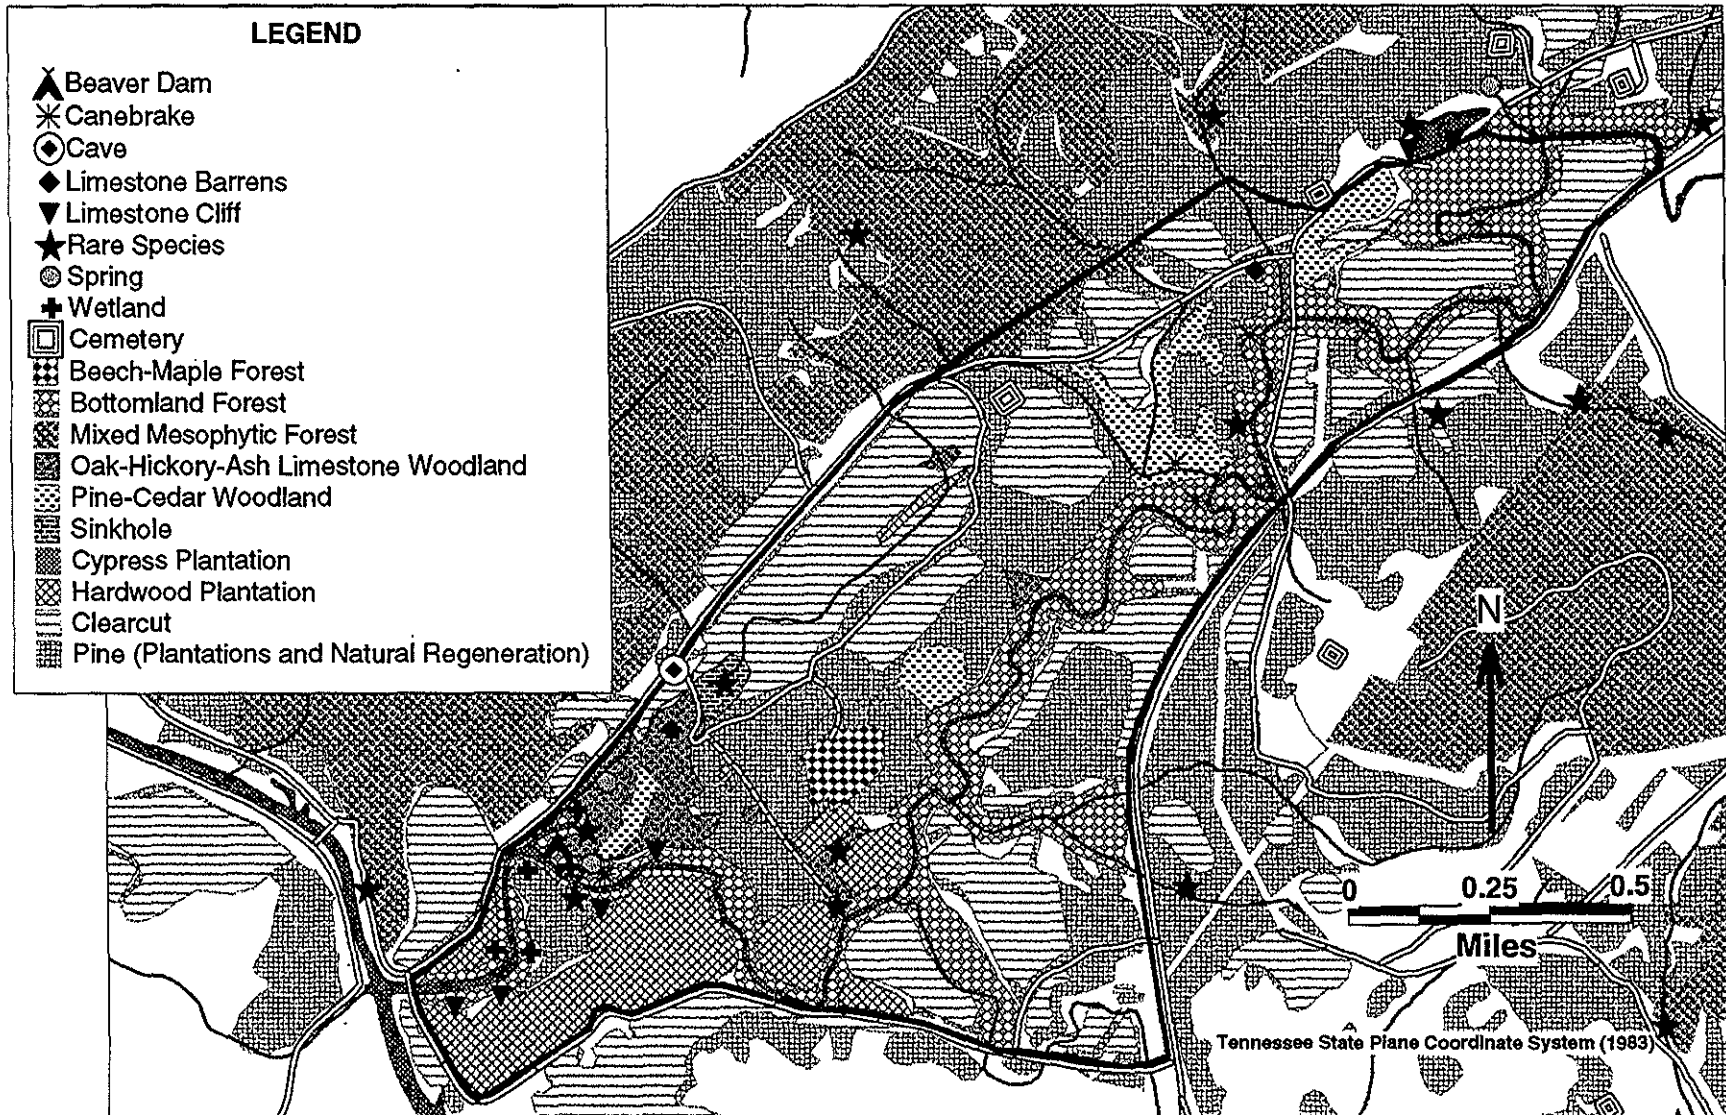 LEGEND
Beaver Dam
Canebrake
Cave
Limestone Barrens
Limestone Cliff
Rare Species
Spring
Wetland
Cemetery
Beech-Maple Forest
Bottomland Forest
Mixed Mesophytic Forest
Oak-Hickory-Ash Limestone Woodland
Pine-Cedar Woodland
Sinkhole
Cypress Plantation
Hardwood Plantation
Clearcut
Pine (Plantations and Natural Regeneration)
N
0 0.25 0.5
Miles
Tennessee State Plane Coordinate System (1983)